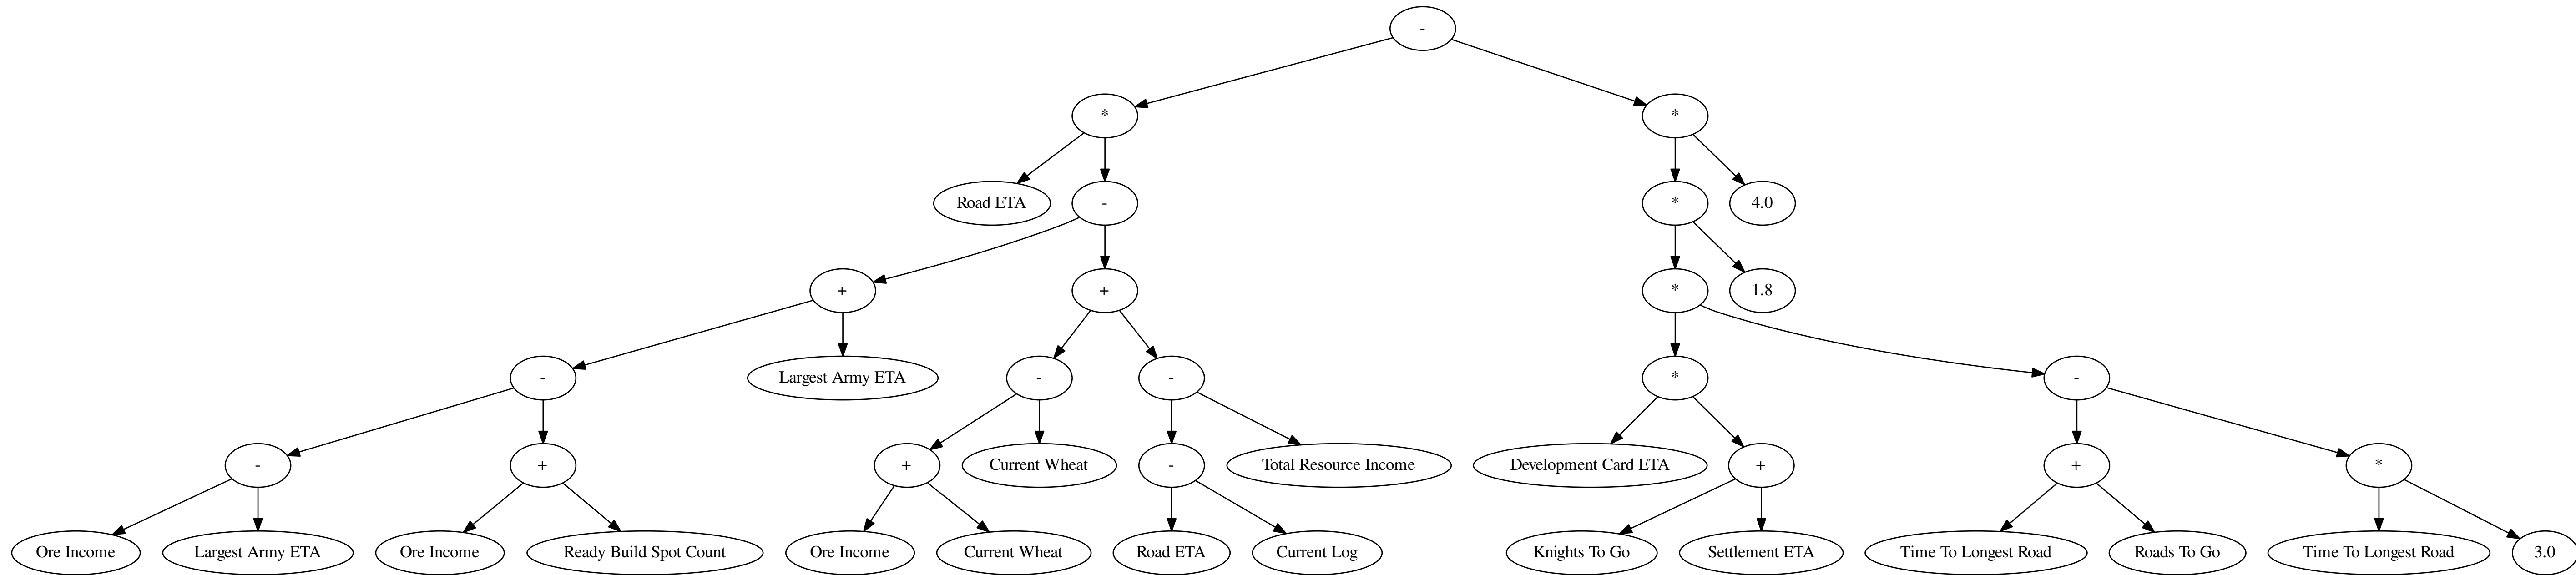 -
*
*
Road ETA
-
*
4.0
+
+
*
1.8
-
Largest Army ETA
-
-
*
-
-
+
+
Current Wheat
-
Total Resource Income
Development Card ETA
+
+
*
Ore Income
Largest Army ETA
Ore Income
Ready Build Spot Count
Ore Income
Current Wheat
Road ETA
Current Log
Knights To Go
Settlement ETA
Time To Longest Road
Roads To Go
Time To Longest Road
3.0